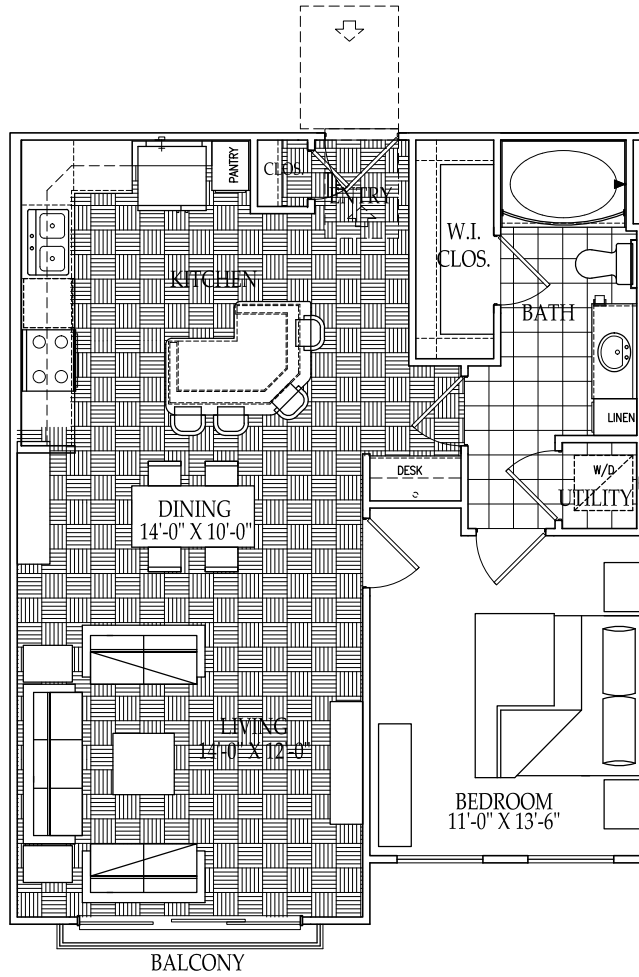 PANTRY
CLOS.
ENTRY
W.I.
CLOS.
KITCHEN
BATH
LINEN
DESK
W/D
UTILITY
DINING
14'-0" X 10'-0"
LIVING
14'-0" X 12'-0"
BEDROOM
11'-0" X 13'-6"
BALCONY